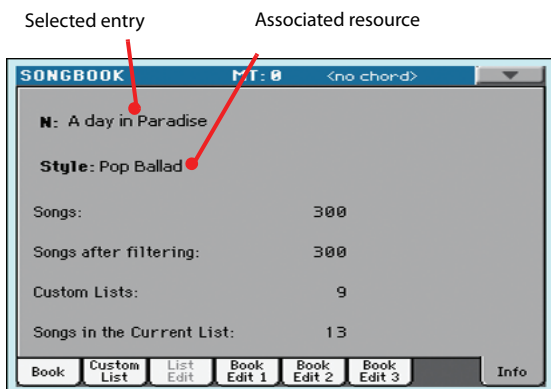 Selected entry
Associated resource
SONGBOOK MT: 0 <no chord>
N: A day in Paradise
Style: Pop Ballad
Songs: 300
Songs after filtering: 300
Custom Lists: 9
Songs in the Current List: 13
Book Custom List List Edit Book Edit 1 Book Edit 2 Book Edit 3 Info